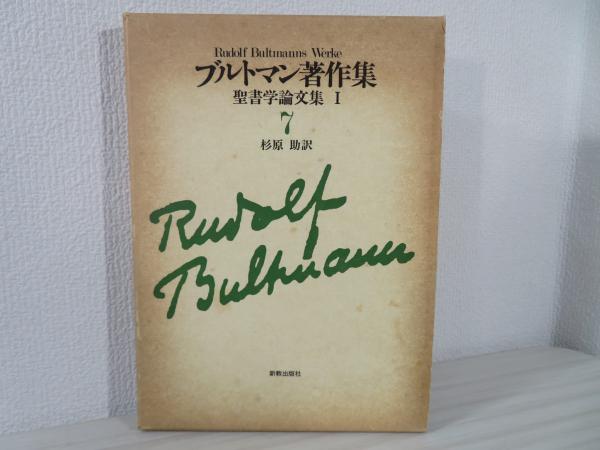 Rudolf Bultmanns Werke
ブルトマン著作集
聖書学論文集 I
7
杉原 助訳
Rudolf
Bultmann
新教出版社